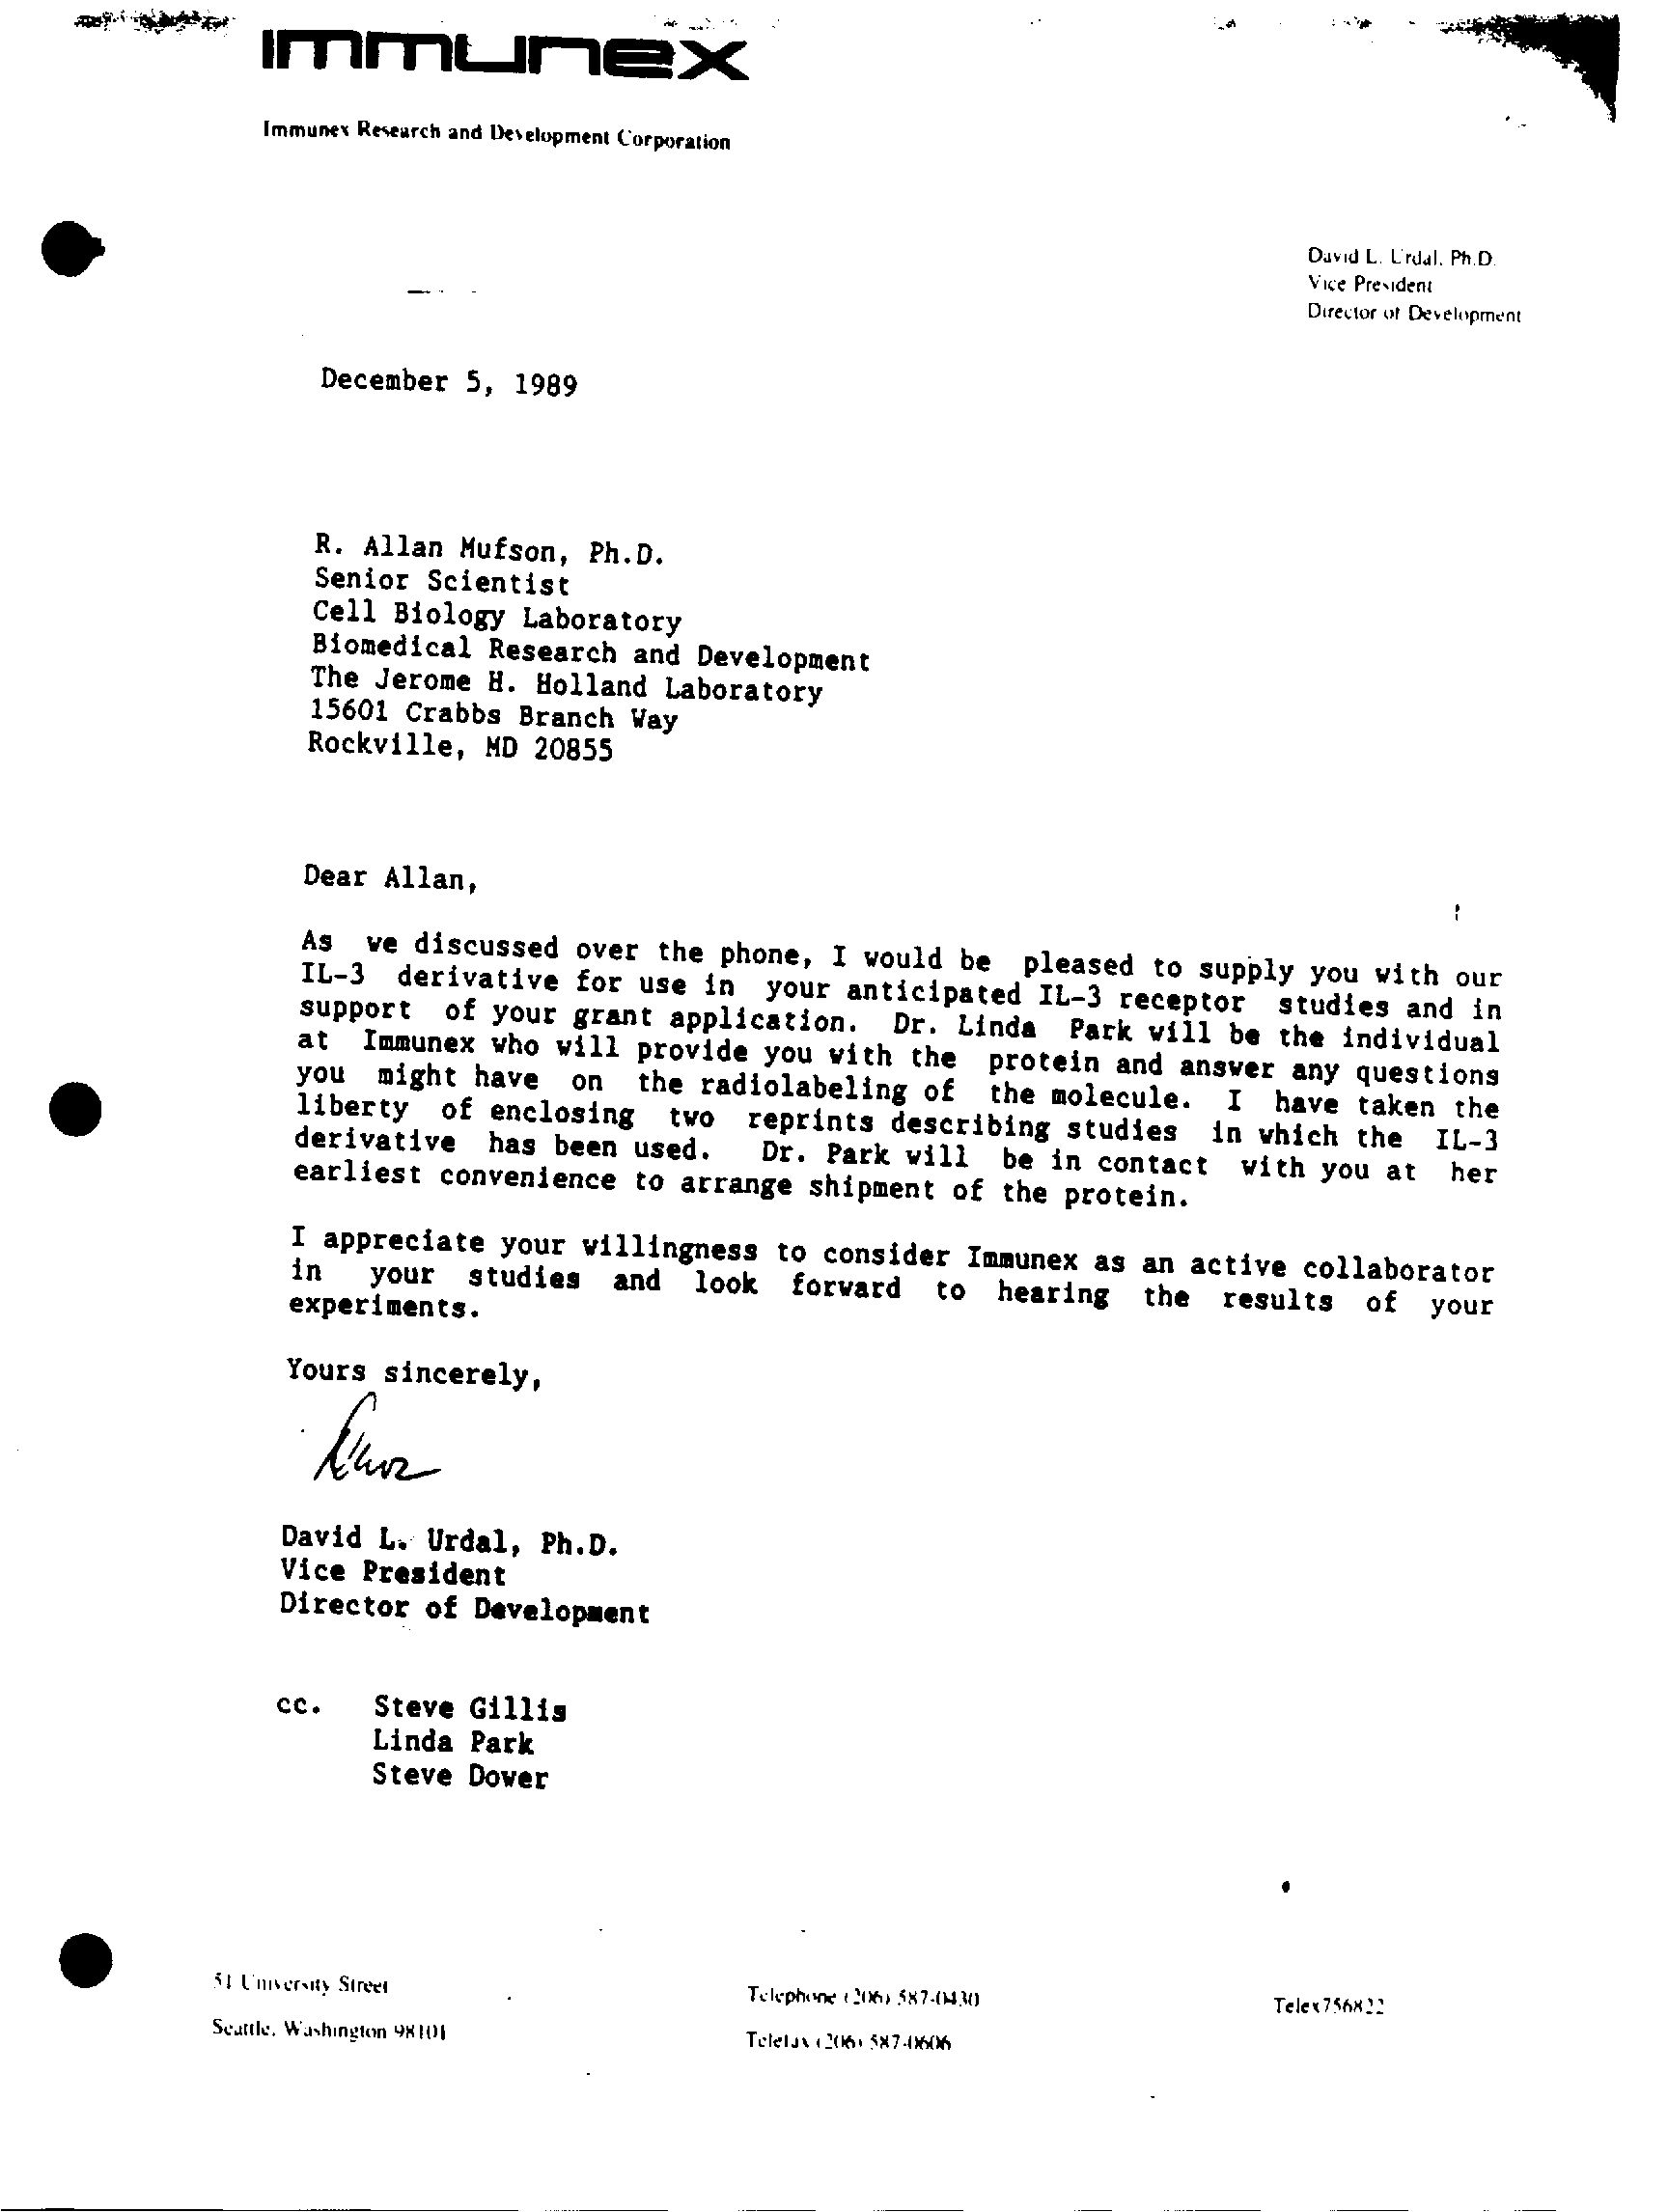 immunex
Immunex Research and Development Corporation
David L. Urdal, Ph.D.
Vice President
Director of Development
December 5, 1989
R. Allan Mufson, Ph.D.
Senior Scientist
Cell Biology Laboratory
Biomedical Research and Development
The Jerome H. Holland Laboratory
15601 Crabbs Branch Way
Rockville, MD 20855
Dear Allan,
As we discussed over the phone, I would be pleased to supply you with our
IL-3 derivative for use in your anticipated IL-3 receptor studies and in
support of your grant application. Dr. Linda Park will be the individual
at Immunex who will provide you with the protein and answer any questions
you might have on the radiolabeling of the molecule. I have taken the
liberty of enclosing two reprints describing studies in which the IL-3
derivative has been used. Dr. Park will be in contact with you at her
earliest convenience to arrange shipment of the protein.
I appreciate your willingness to consider Immunex as an active collaborator
in your studies and look forward to hearing the results of your
experiments.
Yours sincerely,
David L. Urdal, Ph.D.
Vice President
Director of Development
cc. Steve Gillis
Linda Park
Steve Dower
51 University Street
Seattle, Washington 98101
Telephone (206) 587-0430
Telefax (206) 587-0606
Telex 756822